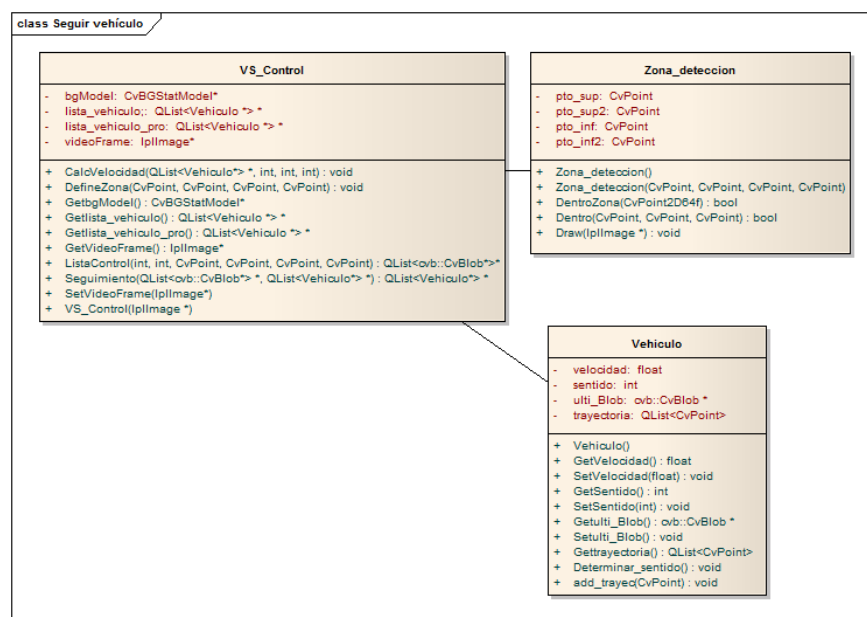 class Seguir vehículo
VS_Control
- bgModel: CvBGStatModel*
- lista_vehiculo;: QList<Vehiculo *> *
- lista_vehiculo_pro: QList<Vehiculo *> *
- videoFrame: IplImage*
+ CalcVelocidad(QList<Vehiculo*> *, int, int, int) : void
+ DefineZona(CvPoint, CvPoint, CvPoint, CvPoint) : void
+ GetbgModel() : CvBGStatModel*
+ Getlista_vehiculo() : QList<Vehiculo *> *
+ Getlista_vehiculo_pro() : QList<Vehiculo *> *
+ GetVideoFrame() : IplImage*
+ ListaControl(int, int, CvPoint, CvPoint, CvPoint, CvPoint) : QList<cvb::CvBlob*>*
+ Seguimiento(QList<cvb::CvBlob*> *, QList<Vehiculo*> *) : QList<Vehiculo*> *
+ SetVideoFrame(IplImage*)
+ VS_Control(IplImage *)
Zona_deteccion
- pto_sup: CvPoint
- pto_sup2: CvPoint
- pto_inf: CvPoint
- pto_inf2: CvPoint
+ Zona_deteccion()
+ Zona_deteccion(CvPoint, CvPoint, CvPoint, CvPoint)
+ DentroZona(CvPoint2D64f) : bool
+ Dentro(CvPoint, CvPoint, CvPoint) : bool
+ Draw(IplImage *) : void
Vehiculo
- velocidad: float
- sentido: int
- ulti_Blob: cvb::CvBlob *
- trayectoria: QList<CvPoint>
+ Vehiculo()
+ GetVelocidad() : float
+ SetVelocidad(float) : void
+ GetSentido() : int
+ SetSentido(int) : void
+ Getulti_Blob() : cvb::CvBlob *
+ Setulti_Blob() : void
+ Gettrayectoria() : QList<CvPoint>
+ Determinar_sentido() : void
+ add_trayec(CvPoint) : void